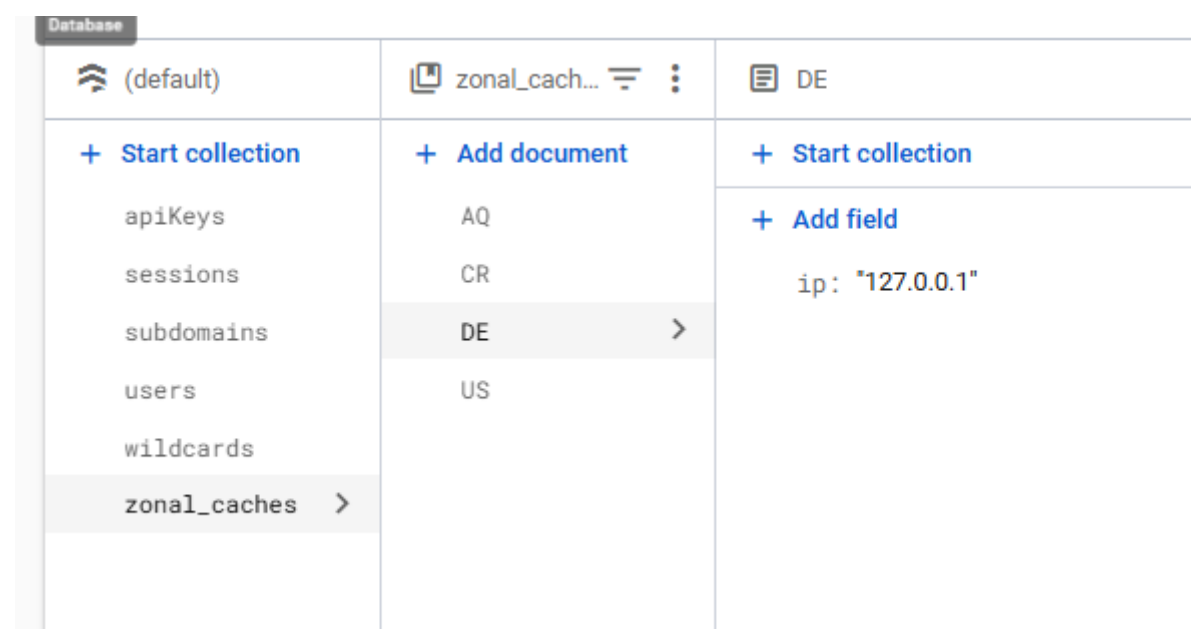 Database
(default)
zonal_cach...
DE
+ Start collection
+ Add document
+ Start collection
apiKeys
sessions
subdomains
users
wildcards
zonal_caches
AQ
CR
DE
US
+ Add field
ip: "127.0.0.1"